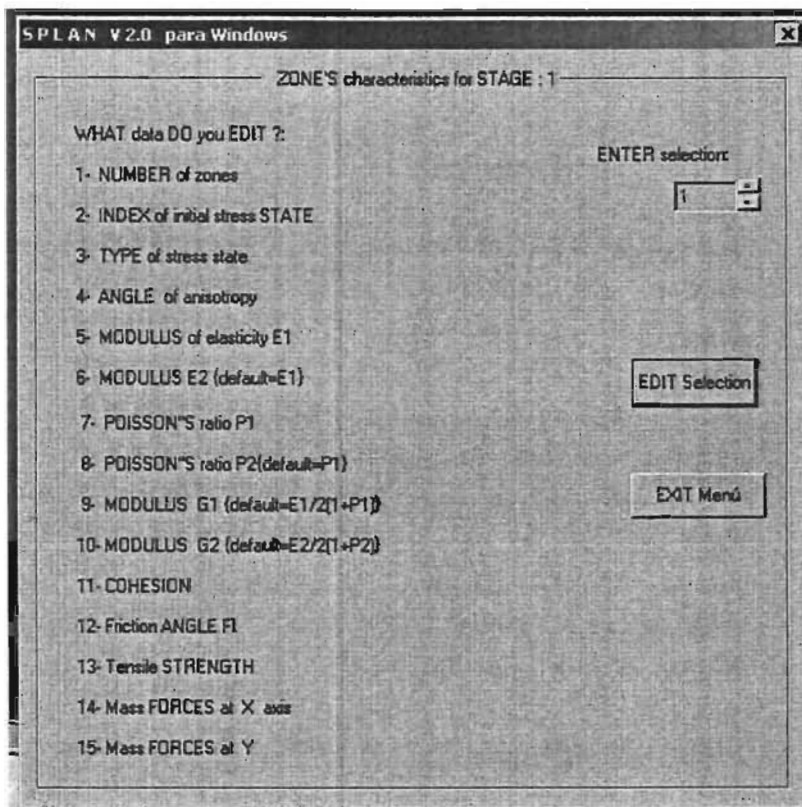 SPLAN V2.0 para Windows
ZONE'S characteristics for STAGE : 1
WHAT data DO you EDIT ?:
ENTER selection:
1- NUMBER of zones
1
2- INDEX of initial stress STATE
3- TYPE of stress state
4- ANGLE of anisotropy
5- MODULUS of elasticity E1
6- MODULUS E2 (default=E1)
EDIT Selection
7- POISSON"S ratio P1
8- POISSON"S ratio P2(default=P1)
9- MODULUS G1 (default=E1/2(1+P1))
EXIT Menú
10- MODULUS G2 (default=E2/2(1+P2))
11- COHESION
12- Friction ANGLE FI
13- Tensile STRENGTH
14- Mass FORCES at X axis
15- Mass FORCES at Y